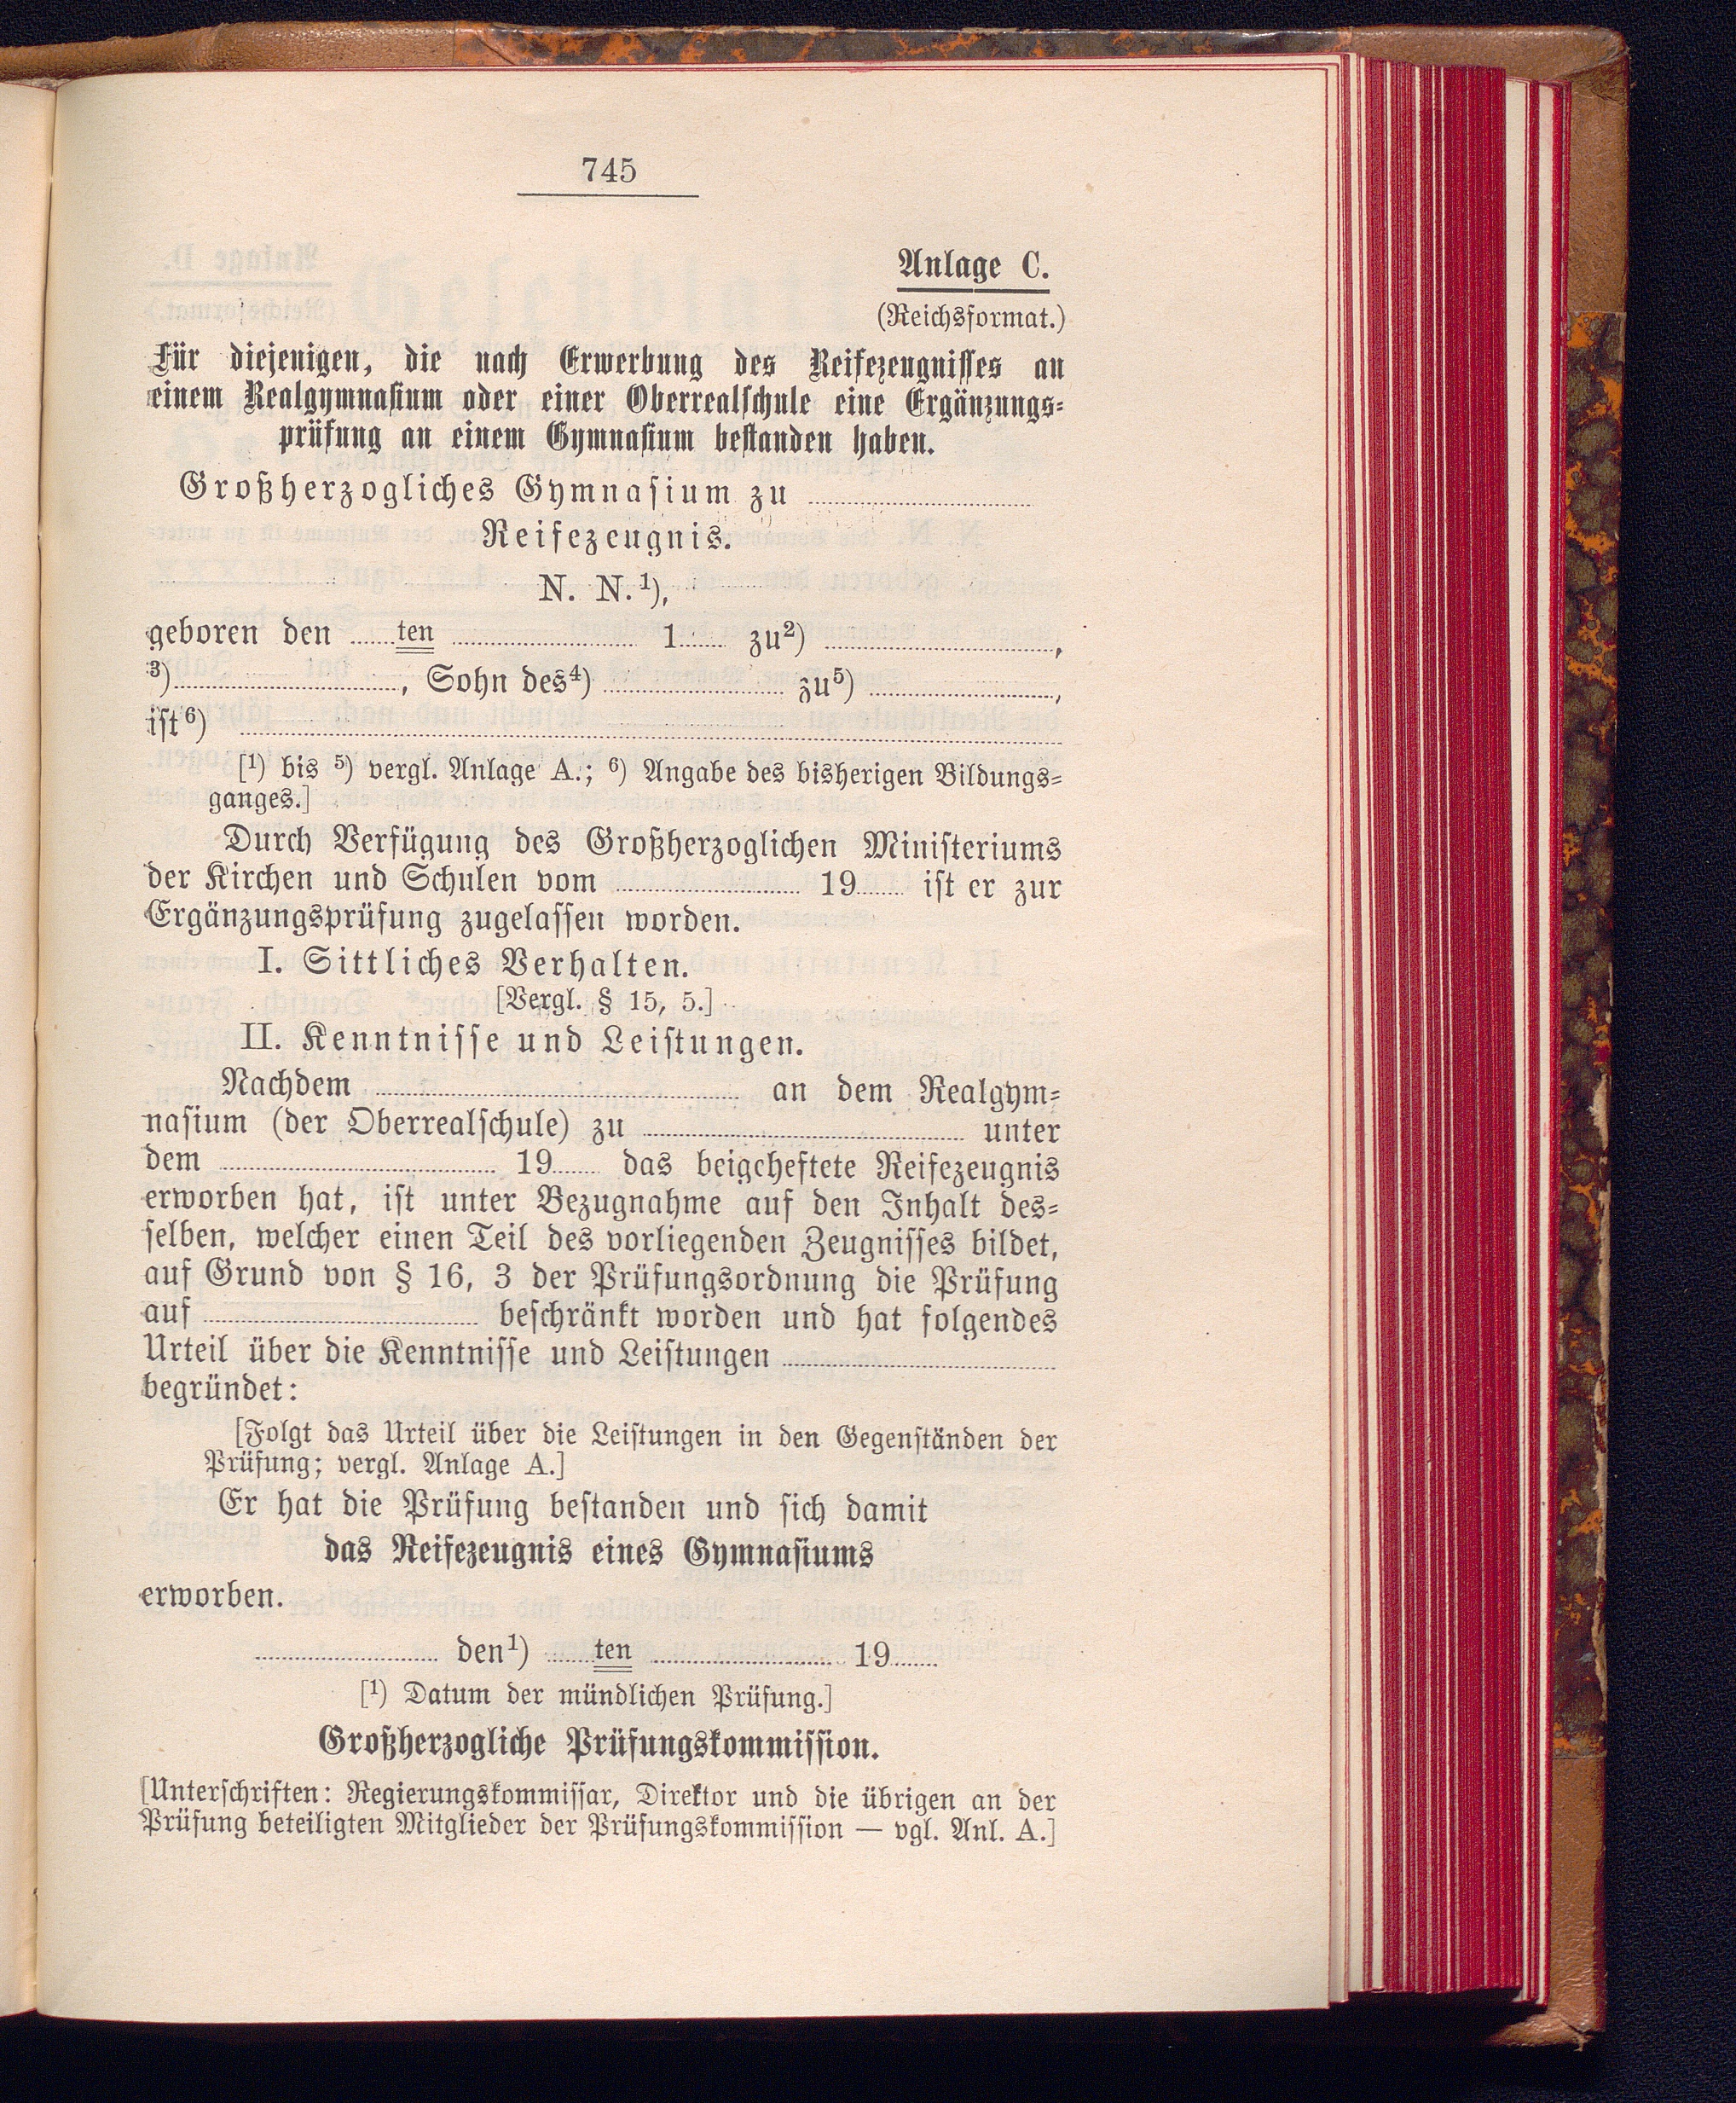 745
Anlage C.
(Reichsformat.)
Für diejenigen, die nach Erwerbung des Reifezeugnisses an
einem Realgymnasium oder einer Oberrealschule eine Ergänzungs-
prüfung an einem Gymnasium bestanden haben.
Großherzogliches Gymnasium zu
Reifezeugnis.
N. N.¹),
geboren den ten 1 zu²) ,
³) , Sohn des⁴) zu⁵) ,
ist⁶)
[¹) bis ⁵) vergl. Anlage A.; ⁶) Angabe des bisherigen Bildungs-
ganges.]
Durch Verfügung des Großherzoglichen Ministeriums
der Kirchen und Schulen vom 19 ist er zur
Ergänzungsprüfung zugelassen worden.
I. Sittliches Verhalten.
[Vergl. § 15, 5.]
II. Kenntnisse und Leistungen.
Nachdem an dem Realgym-
nasium (der Oberrealschule) zu unter
dem 19 das beigeheftete Reifezeugnis
erworben hat, ist unter Bezugnahme auf den Inhalt des-
selben, welcher einen Teil des vorliegenden Zeugnisses bildet,
auf Grund von § 16, 3 der Prüfungsordnung die Prüfung
auf beschränkt worden und hat folgendes
Urteil über die Kenntnisse und Leistungen
begründet:
[Folgt das Urteil über die Leistungen in den Gegenständen der
Prüfung; vergl. Anlage A.]
Er hat die Prüfung bestanden und sich damit
das Reifezeugnis eines Gymnasiums
erworben.
den¹) ten 19
[¹) Datum der mündlichen Prüfung.]
Großherzogliche Prüfungskommission.
[Unterschriften: Regierungskommissar, Direktor und die übrigen an der
Prüfung beteiligten Mitglieder der Prüfungskommission — vgl. Anl. A.]